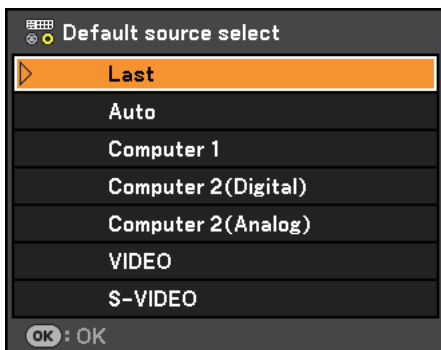 Default source select
Last
Auto
Computer 1
Computer 2(Digital)
Computer 2(Analog)
VIDEO
S-VIDEO
OK : OK